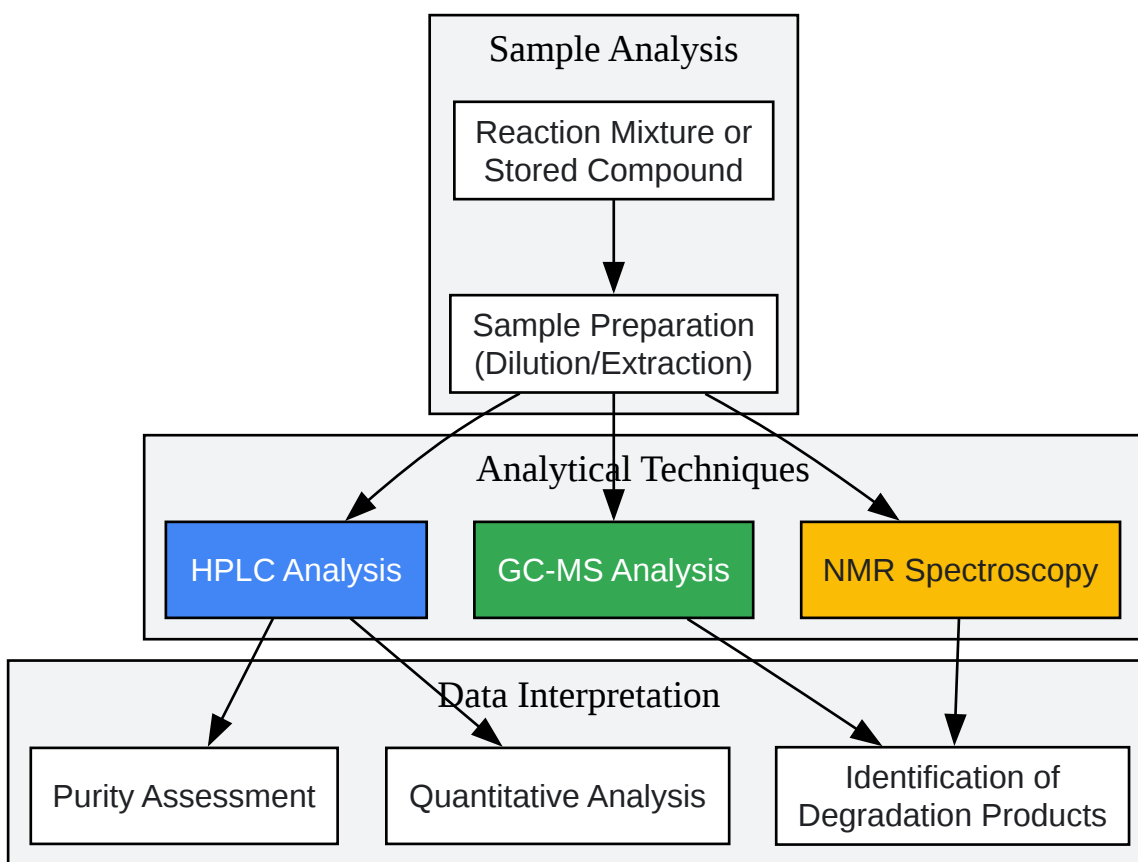 Sample Analysis
Reaction Mixture or
Stored Compound
Sample Preparation
(Dilution/Extraction)
Analytical Techniques
HPLC Analysis
GC-MS Analysis
NMR Spectroscopy
Data Interpretation
Purity Assessment
Quantitative Analysis
Identification of
Degradation Products